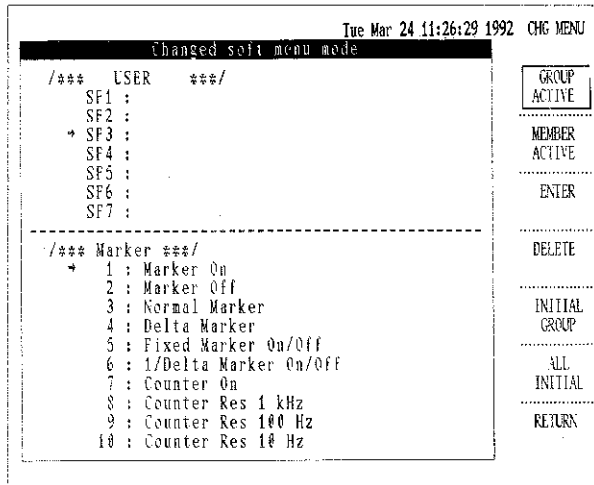 Tue Mar 24 11:26:29 1992 CHG MENU
Changed soft menu mode
/*** USER ***/
SF1 :
SF2 :
→ SF3 :
SF4 :
SF5 :
SF6 :
SF7 :
/*** Marker ***/
→ 1 : Marker On
2 : Marker Off
3 : Normal Marker
4 : Delta Marker
5 : Fixed Marker On/Off
6 : 1/Delta Marker On/Off
7 : Counter On
8 : Counter Res 1 kHz
9 : Counter Res 100 Hz
10 : Counter Res 10 Hz
GROUP
ACTIVE
MEMBER
ACTIVE
ENTER
DELETE
INITIAL
GROUP
ALL
INITIAL
RETURN